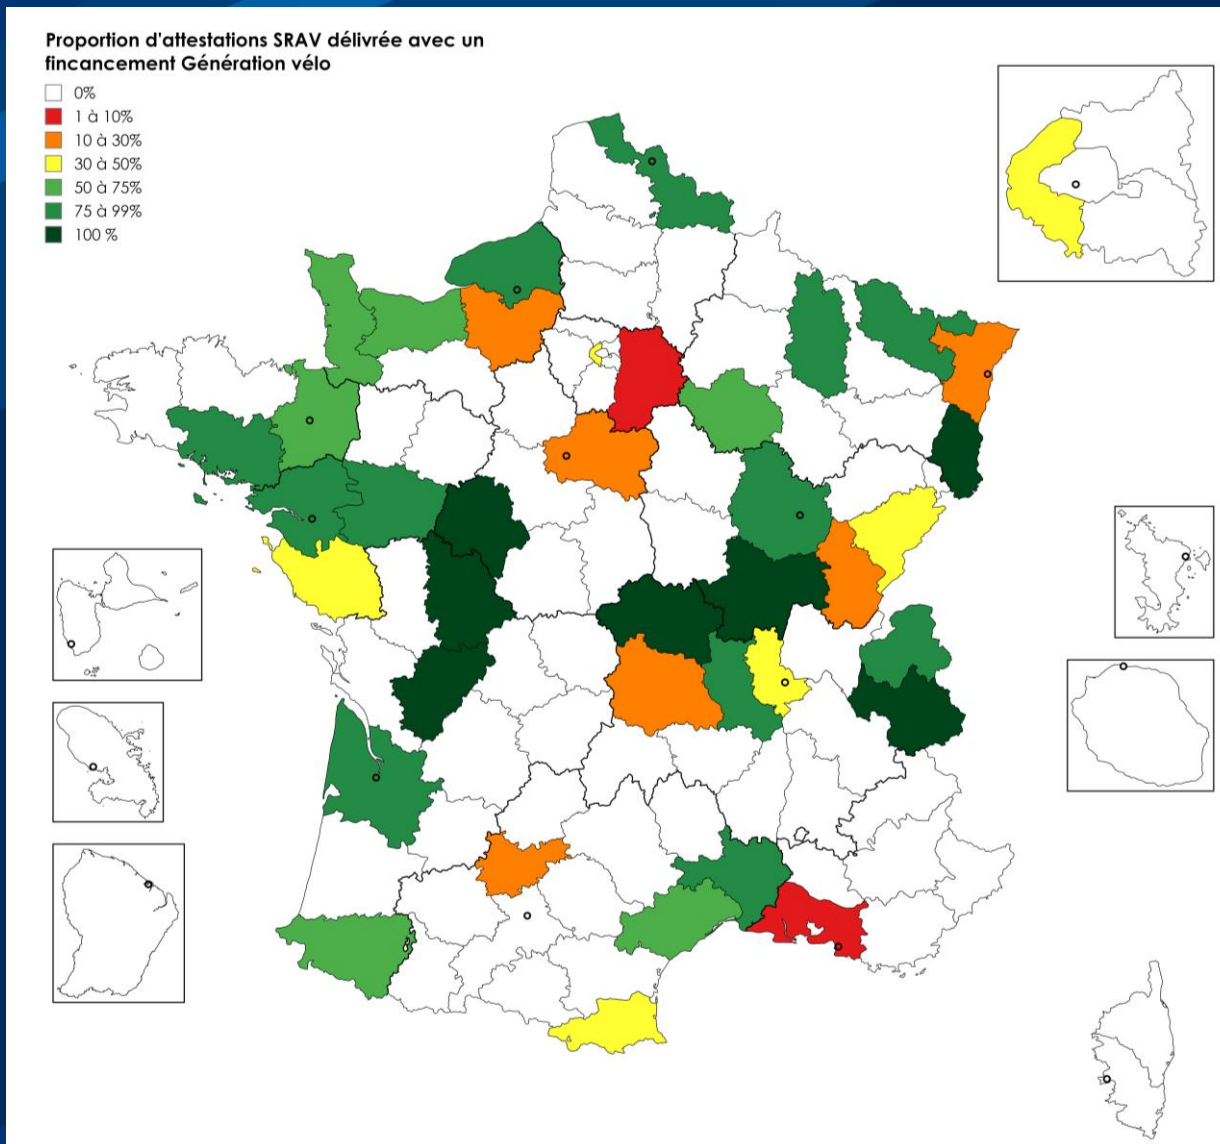 Proportion d'attestations SRAV délivrée avec un
fincancement Génération vélo
0%
1 à 10%
10 à 30%
30 à 50%
50 à 75%
75 à 99%
100 %